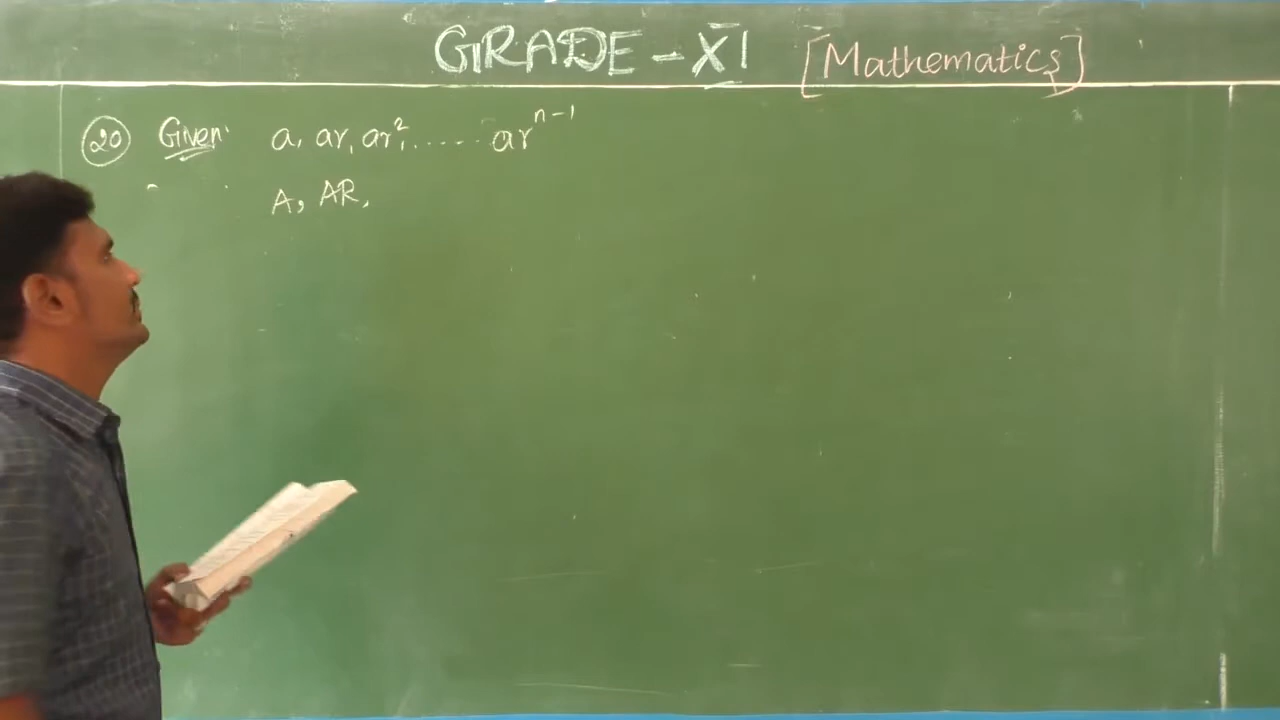 GRADE - XI [Mathematics]
20 Given: a, ar, ar², ...... ar^{n-1}
A, AR,